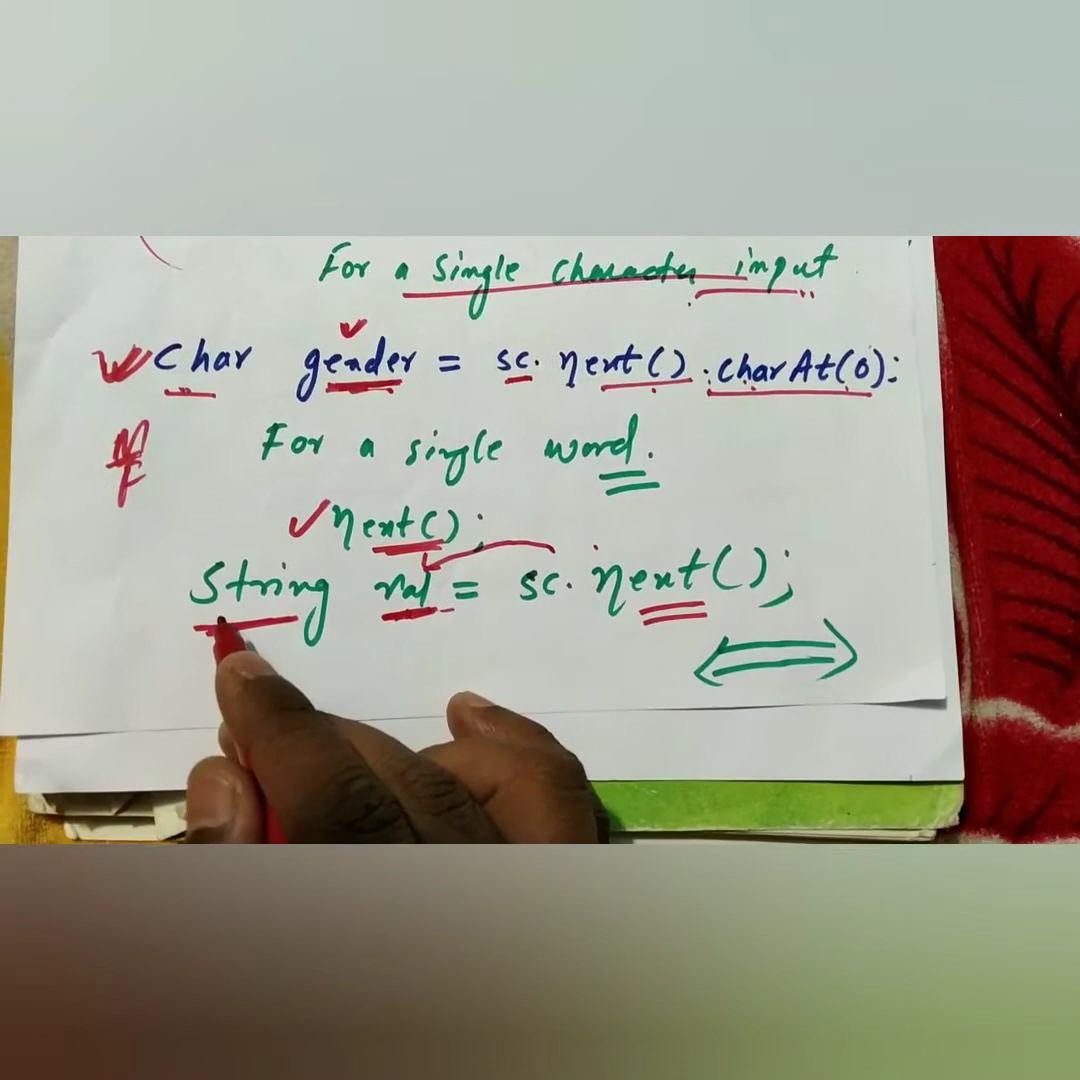 For a single character input
Char gender = sc. next() .charAt(0):
M
F
For a single word.
next();
String val = sc. next();